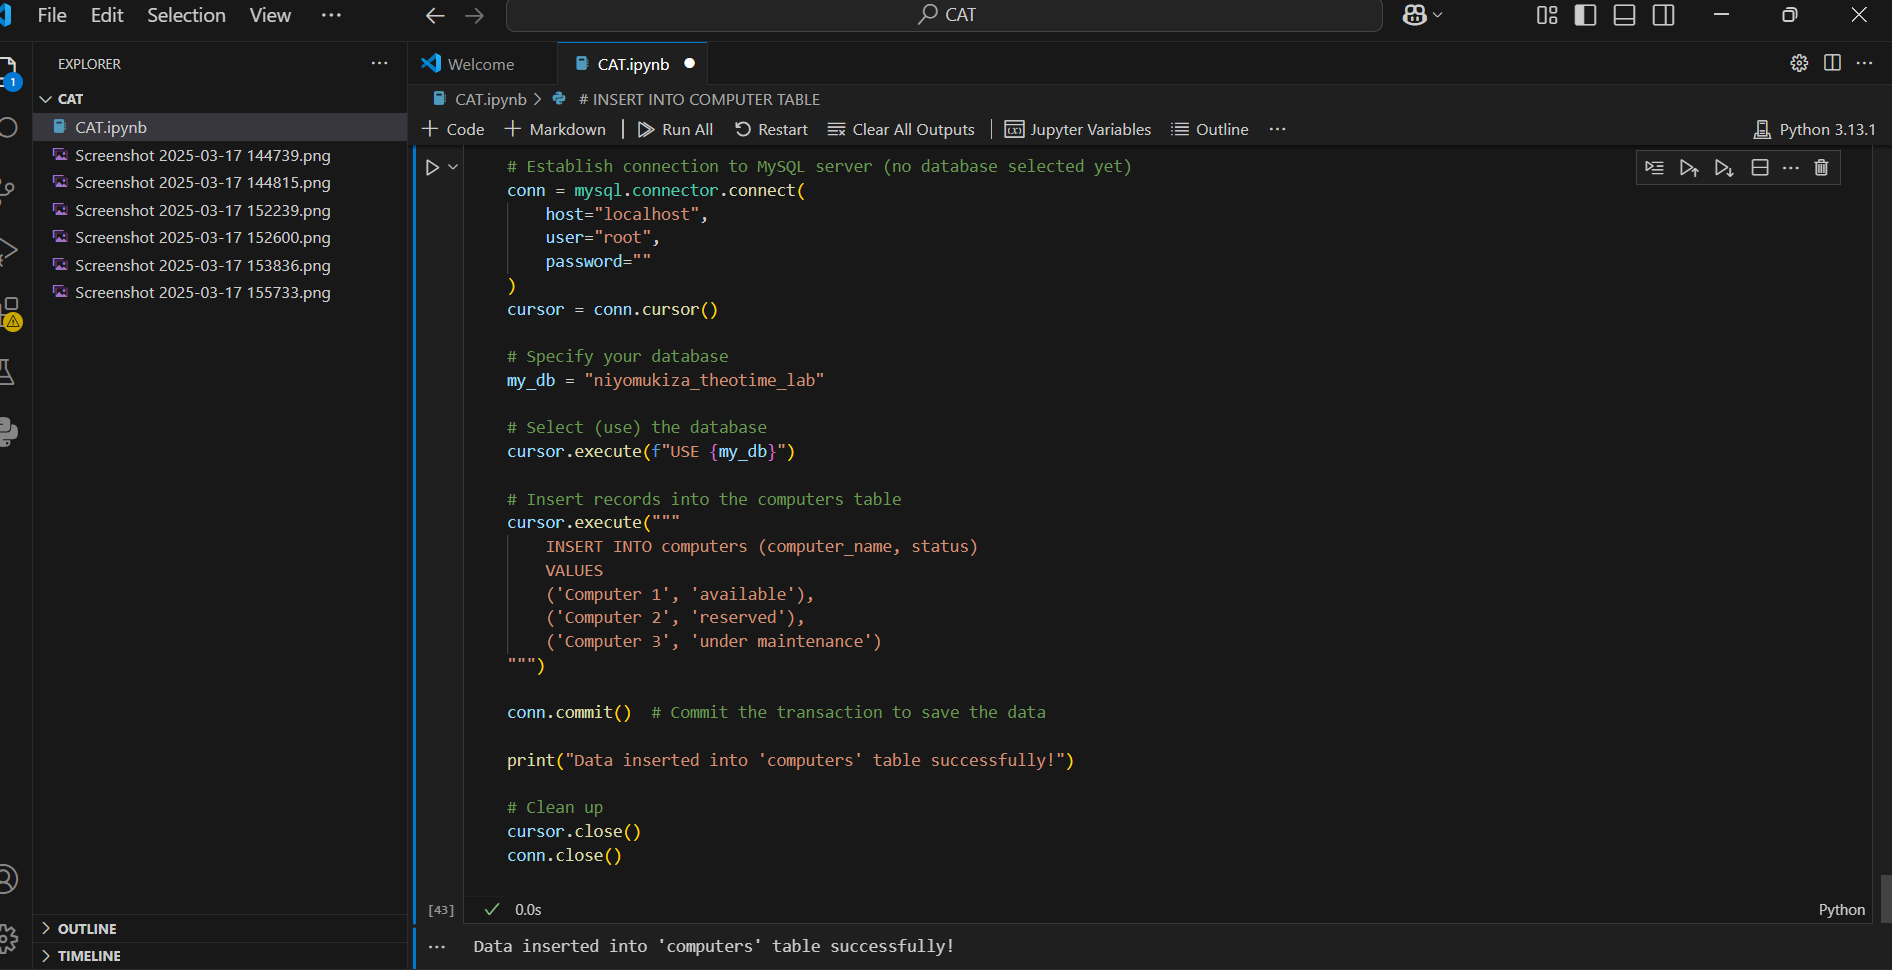 File Edit Selection View ···
CAT
EXPLORER
···
Welcome
CAT.ipynb
1
CAT
CAT.ipynb
Screenshot 2025-03-17 144739.png
Screenshot 2025-03-17 144815.png
Screenshot 2025-03-17 152239.png
Screenshot 2025-03-17 152600.png
Screenshot 2025-03-17 153836.png
Screenshot 2025-03-17 155733.png
OUTLINE
TIMELINE
CAT.ipynb > # INSERT INTO COMPUTER TABLE
+ Code + Markdown | Run All Restart Clear All Outputs | Jupyter Variables Outline ···
Python 3.13.1
# Establish connection to MySQL server (no database selected yet)
conn = mysql.connector.connect(
host="localhost",
user="root",
password=""
)
cursor = conn.cursor()
# Specify your database
my_db = "niyomukiza_theotime_lab"
# Select (use) the database
cursor.execute(f"USE {my_db}")
# Insert records into the computers table
cursor.execute("""
INSERT INTO computers (computer_name, status)
VALUES
('Computer 1', 'available'),
('Computer 2', 'reserved'),
('Computer 3', 'under maintenance')
""")
conn.commit()  # Commit the transaction to save the data
print("Data inserted into 'computers' table successfully!")
# Clean up
cursor.close()
conn.close()
[43] 0.0s
Python
··· Data inserted into 'computers' table successfully!